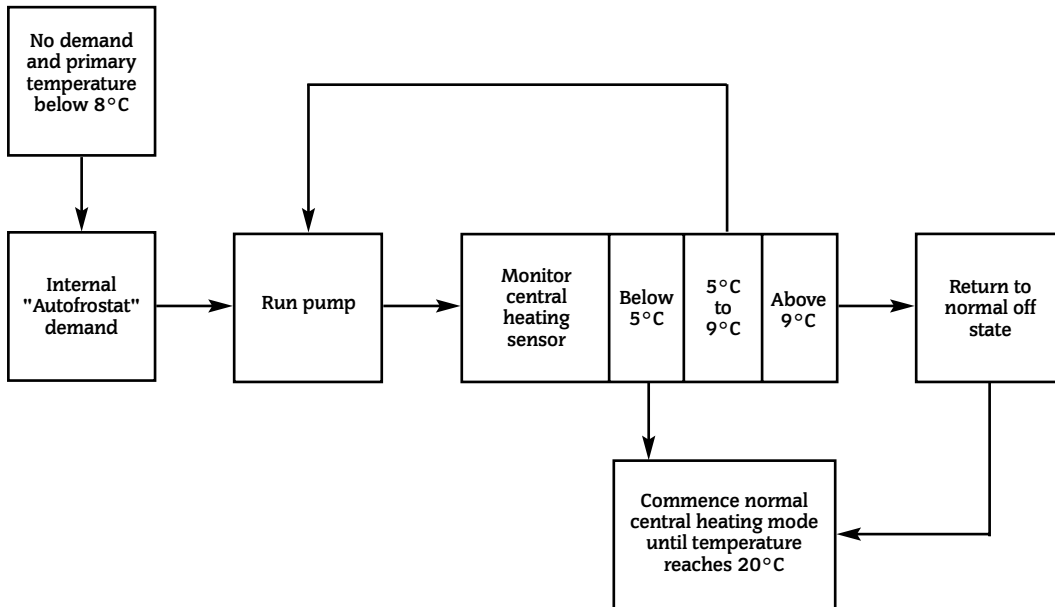 No demand
and primary
temperature
below 8°C
Internal
"Autofrostat"
demand
Run pump
Monitor
central
heating
sensor
Below
5°C
5°C
to
9°C
Above
9°C
Return to
normal off
state
Commence normal
central heating mode
until temperature
reaches 20°C